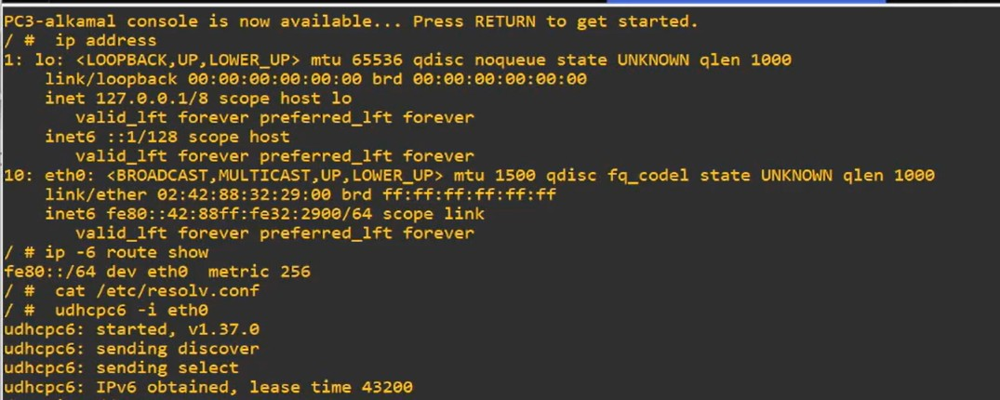 PC3-alkamal console is now available... Press RETURN to get started.
/ #  ip address
1: lo: <LOOPBACK,UP,LOWER_UP> mtu 65536 qdisc noqueue state UNKNOWN qlen 1000
    link/loopback 00:00:00:00:00:00 brd 00:00:00:00:00:00
    inet 127.0.0.1/8 scope host lo
       valid_lft forever preferred_lft forever
    inet6 ::1/128 scope host
       valid_lft forever preferred_lft forever
10: eth0: <BROADCAST,MULTICAST,UP,LOWER_UP> mtu 1500 qdisc fq_codel state UNKNOWN qlen 1000
    link/ether 02:42:88:32:29:00 brd ff:ff:ff:ff:ff:ff
    inet6 fe80::42:88ff:fe32:2900/64 scope link
       valid_lft forever preferred_lft forever
/ # ip -6 route show
fe80::/64 dev eth0  metric 256
/ #  cat /etc/resolv.conf
/ #  udhcpc6 -i eth0
udhcpc6: started, v1.37.0
udhcpc6: sending discover
udhcpc6: sending select
udhcpc6: IPv6 obtained, lease time 43200